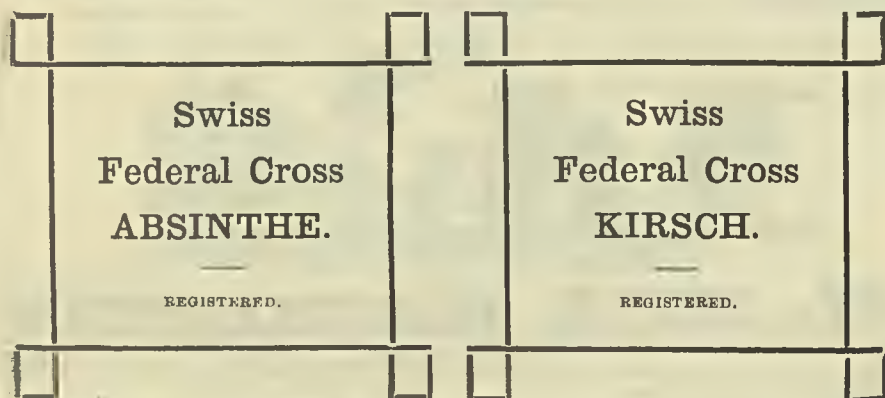 Swiss
Federal Cross
ABSINTHE.
REGISTERED.
Swiss
Federal Cross
KIRSCH.
REGISTERED.